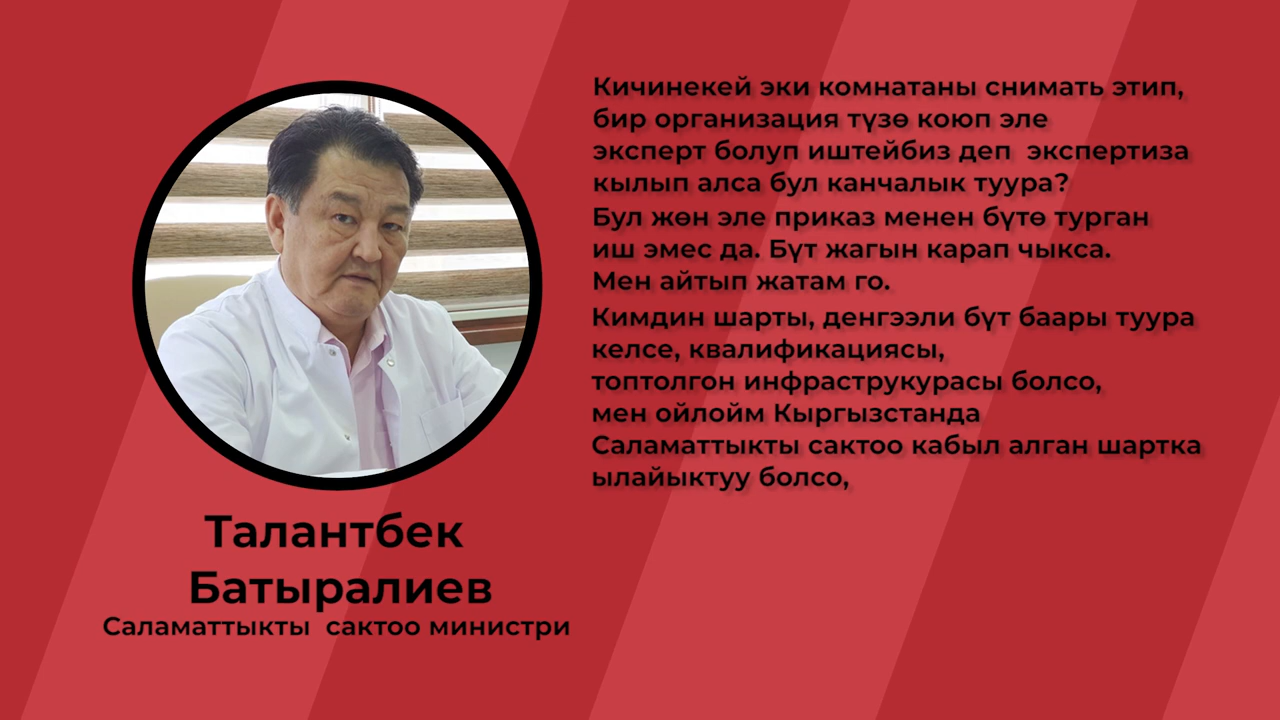 Кичинекей эки комнатаны снимать этип,
бир организация түзө коюп эле
эксперт болуп иштейбиз деп  экспертиза
кылып алса бул канчалык туура?
Бул жөн эле приказ менен бүтө турган
иш эмес да. Бүт жагын карап чыкса.
Мен айтып жатам го.
Кимдин шарты, денгээли бүт баары туура
келсе, квалификациясы,
топтолгон инфраструкурасы болсо,
мен ойлойм Кыргызстанда
Саламаттыкты сактоо кабыл алган шартка
ылайыктуу болсо,
Талантбек
Батыралиев
Саламаттыкты  сактоо министри